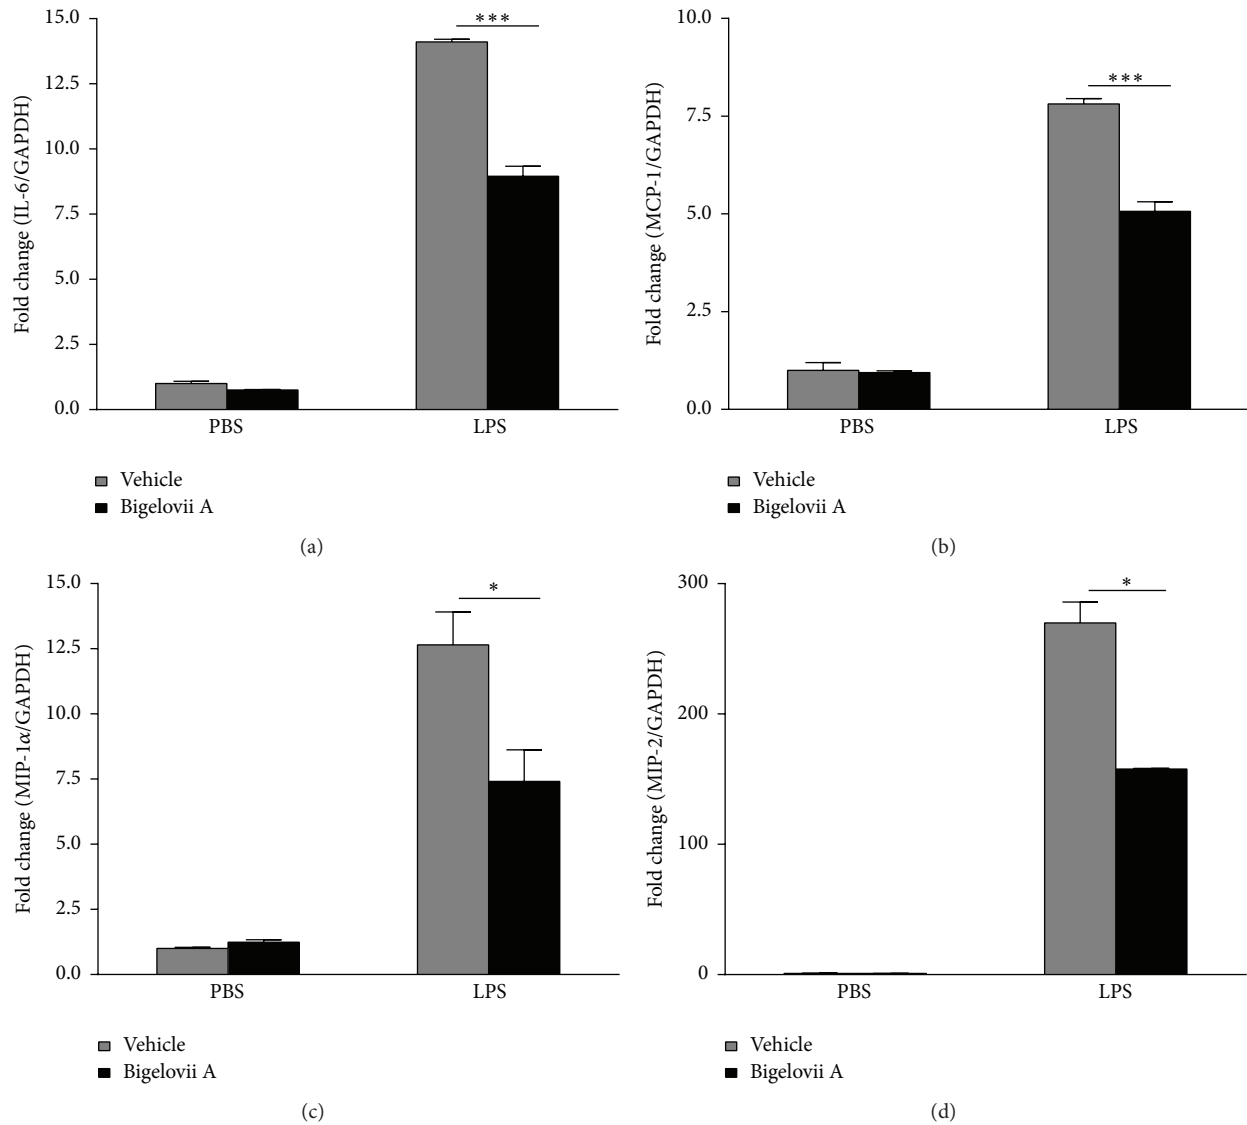 15.0
12.5
10.0
7.5
5.0
2.5
0.0
Fold change (IL-6/GAPDH)
***
PBS
LPS
Vehicle
Bigelovii A
(a)
10.0
7.5
5.0
2.5
0.0
Fold change (MCP-1/GAPDH)
***
PBS
LPS
Vehicle
Bigelovii A
(b)
15.0
12.5
10.0
7.5
5.0
2.5
0.0
Fold change (MIP-1α/GAPDH)
*
PBS
LPS
Vehicle
Bigelovii A
(c)
300
200
100
0
Fold change (MIP-2/GAPDH)
*
PBS
LPS
Vehicle
Bigelovii A
(d)